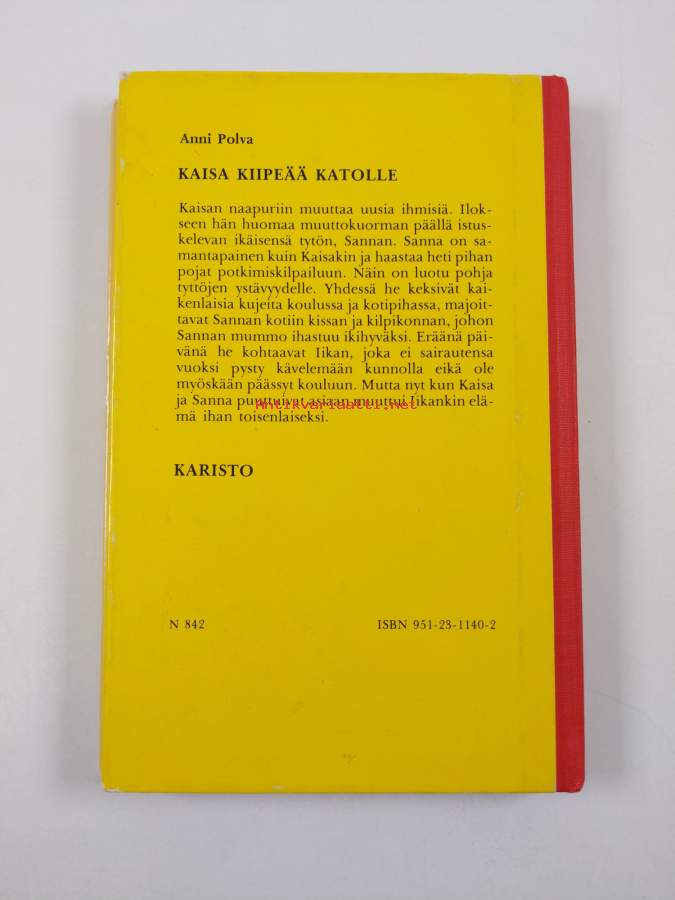 Anni Polva
KAISA KIIPEÄÄ KATOLLE
Kaisan naapuriin muuttaa uusia ihmisiä. Ilok-
seen hän huomaa muuttokuorman päällä istus-
kelevan ikäisensä tytön, Sannan. Sanna on sa-
mantapainen kuin Kaisakin ja haastaa heti pihan
pojat potkimiskilpailuun. Näin on luotu pohja
tyttöjen ystävyydelle. Yhdessä he keksivät kai-
kenlaisia kujeita koulussa ja kotipihassa, majoit-
tavat Sannan kotiin kissan ja kilpikonnan, johon
Sannan mummo ihastuu ikihyväksi. Eräänä päi-
vänä he kohtaavat Iikan, joka ei sairautensa
vuoksi pysty kävelemään kunnolla eikä ole
myöskään päässyt kouluun. Mutta nyt kun Kaisa
ja Sanna puuttuivat asiaan muuttui Iikankin elä-
Antikvariaatti.net
mä ihan toisenlaiseksi.
KARISTO
N 842
ISBN 951-23-1140-2